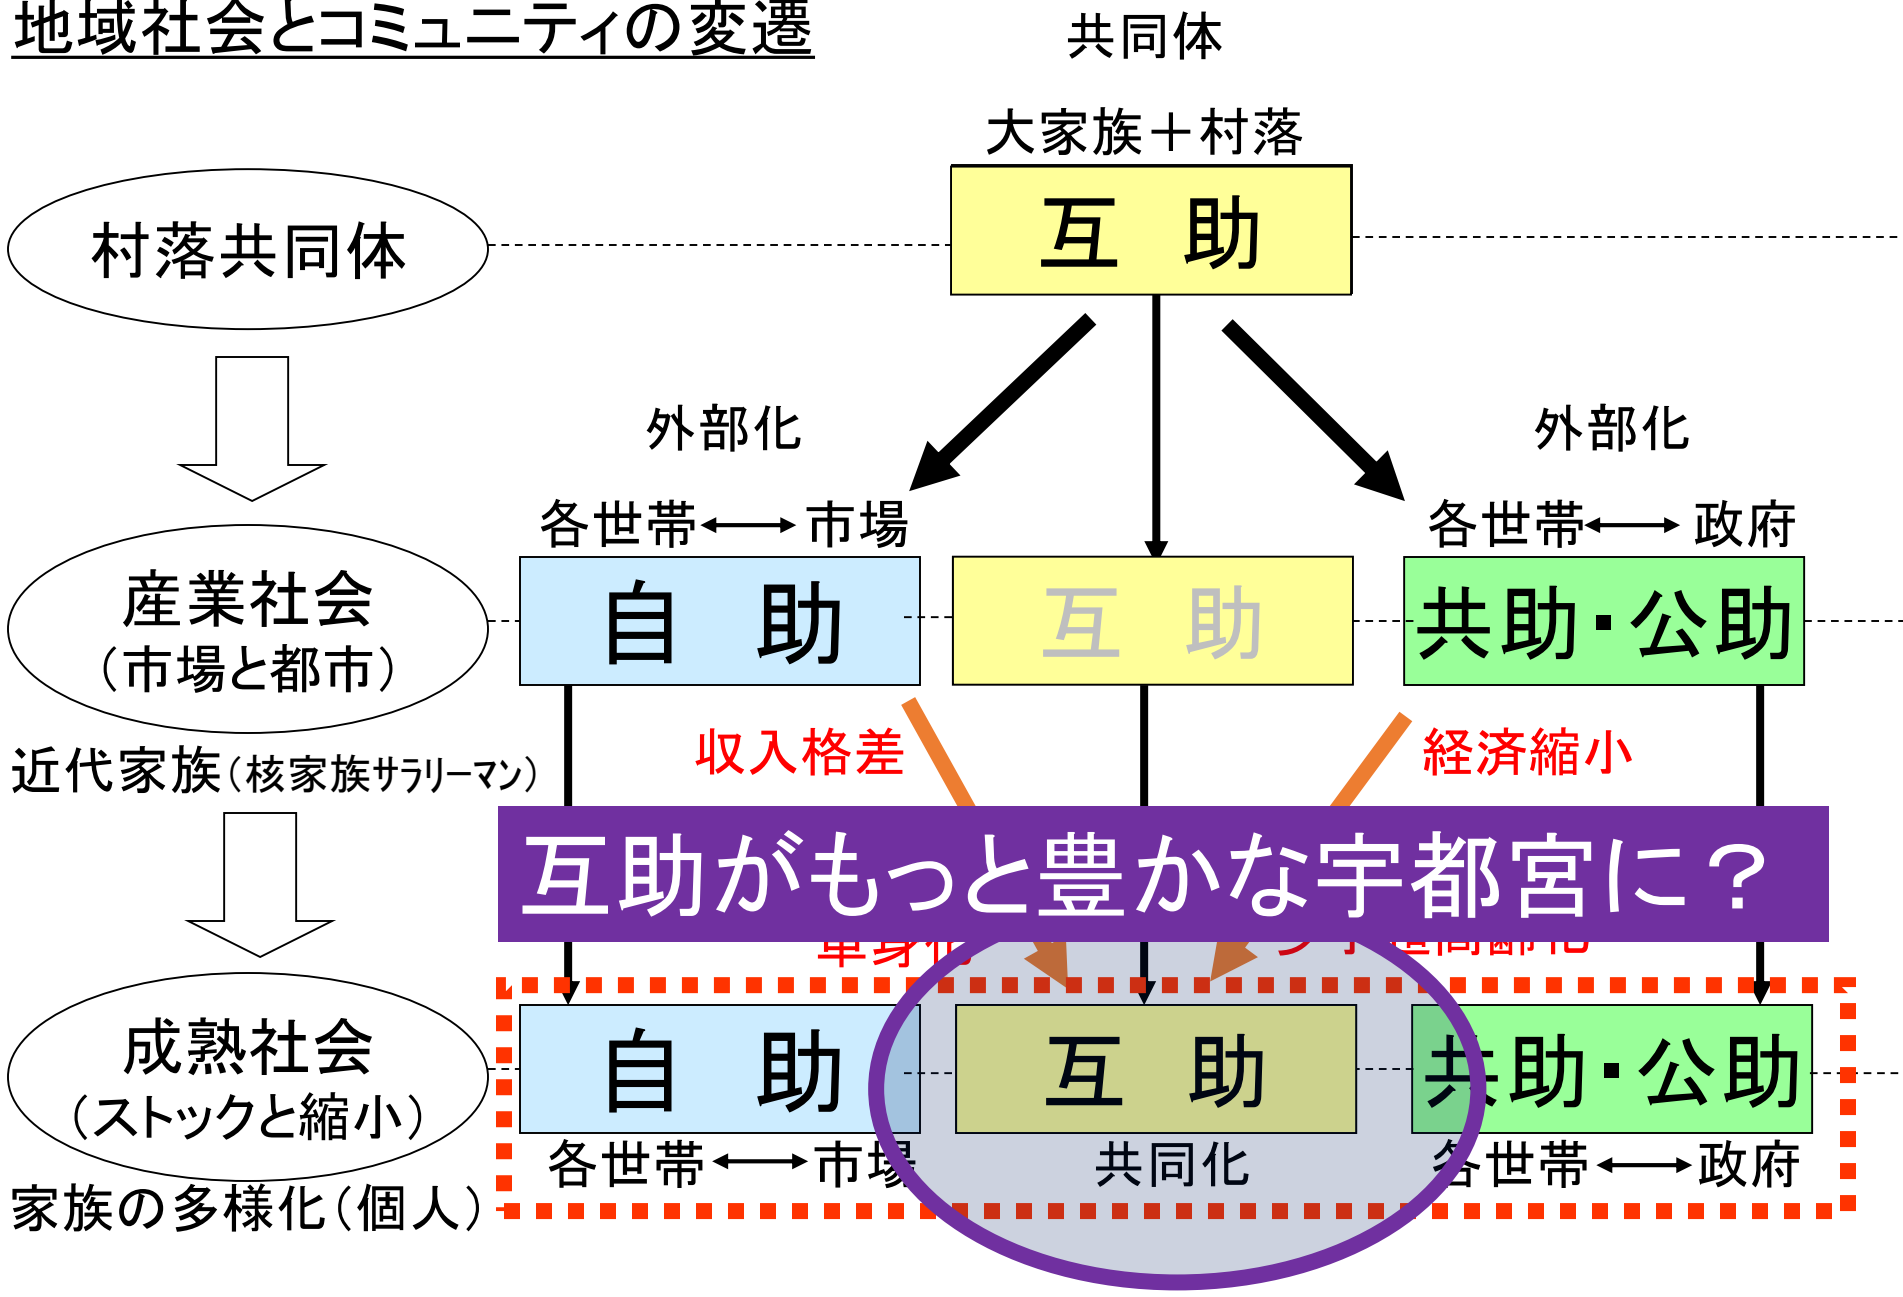 地域社会とコミュニティの変遷
共同体
大家族＋村落
村落共同体
互　助
外部化
外部化
各世帯
市場
各世帯
政府
産業社会
（市場と都市）
自　助
互　助
共助・公助
近代家族（核家族サラリーマン）
収入格差
経済縮小
互助がもっと豊かな宇都宮に？
単身化
成熟社会
（ストックと縮小）
自　助
互　助
共助・公助
各世帯
市場
共同化
各世帯
政府
家族の多様化（個人）